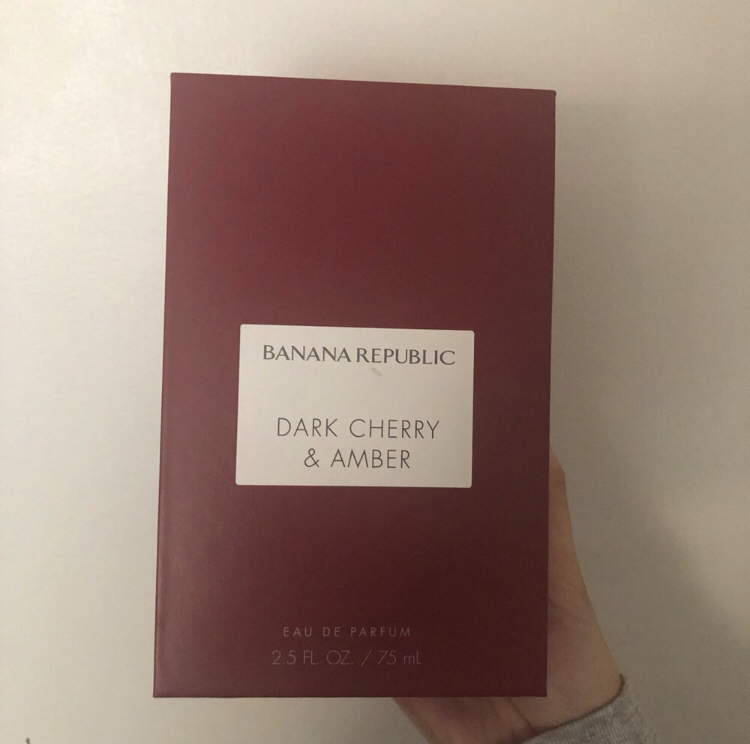 BANANA REPUBLIC
DARK CHERRY
& AMBER
EAU DE PARFUM
2.5 FL. OZ. / 75 mL